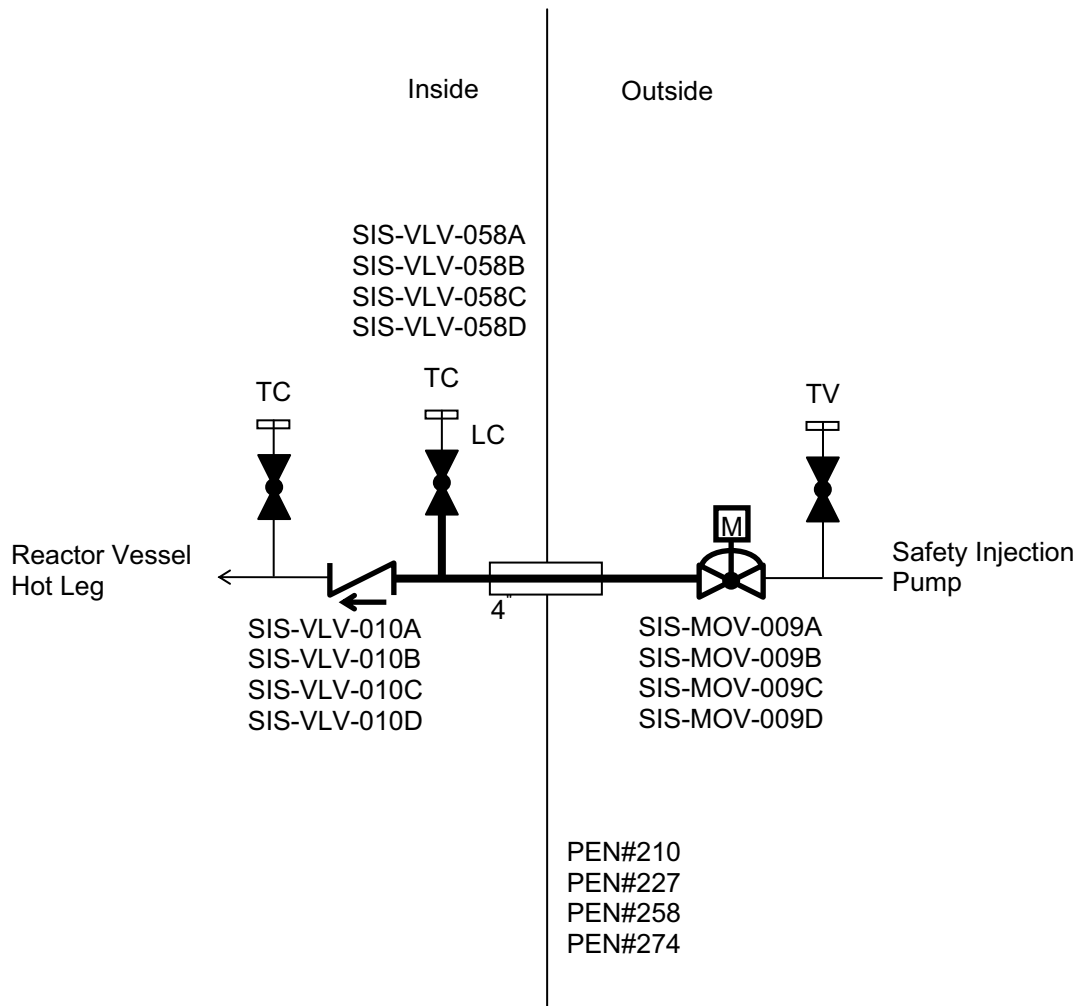 Inside
Outside
SIS-VLV-058A
SIS-VLV-058B
SIS-VLV-058C
SIS-VLV-058D
TC
TC
TV
LC
M
Reactor Vessel
Hot Leg
Safety Injection
Pump
4"
SIS-VLV-010A
SIS-VLV-010B
SIS-VLV-010C
SIS-VLV-010D
SIS-MOV-009A
SIS-MOV-009B
SIS-MOV-009C
SIS-MOV-009D
PEN#210
PEN#227
PEN#258
PEN#274